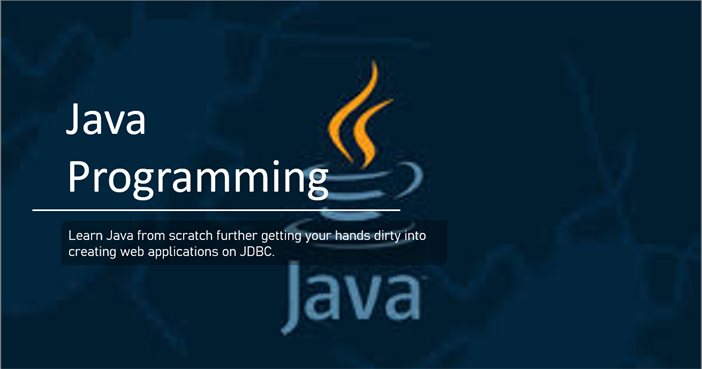 Java
Programming
Learn Java from scratch further getting your hands dirty into
creating web applications on JDBC.
Java